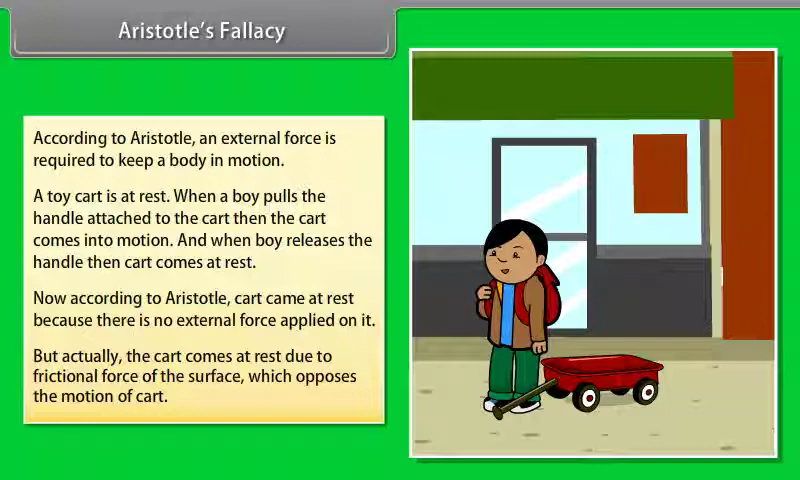 Aristotle's Fallacy
According to Aristotle, an external force is
required to keep a body in motion.
A toy cart is at rest. When a boy pulls the
handle attached to the cart then the cart
comes into motion. And when boy releases the
handle then cart comes at rest.
Now according to Aristotle, cart came at rest
because there is no external force applied on it.
But actually, the cart comes at rest due to
frictional force of the surface, which opposes
the motion of cart.